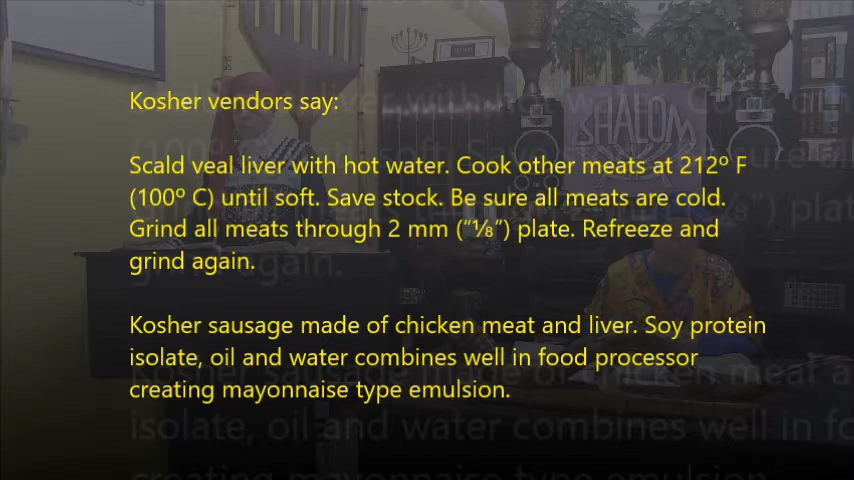 SHALOM
Kosher vendors say:
Scald veal liver with hot water. Cook other meats at 212º F
(100º C) until soft. Save stock. Be sure all meats are cold.
Grind all meats through 2 mm (“⅛”) plate. Refreeze and
grind again.
Kosher sausage made of chicken meat and liver. Soy protein
isolate, oil and water combines well in food processor
creating mayonnaise type emulsion.